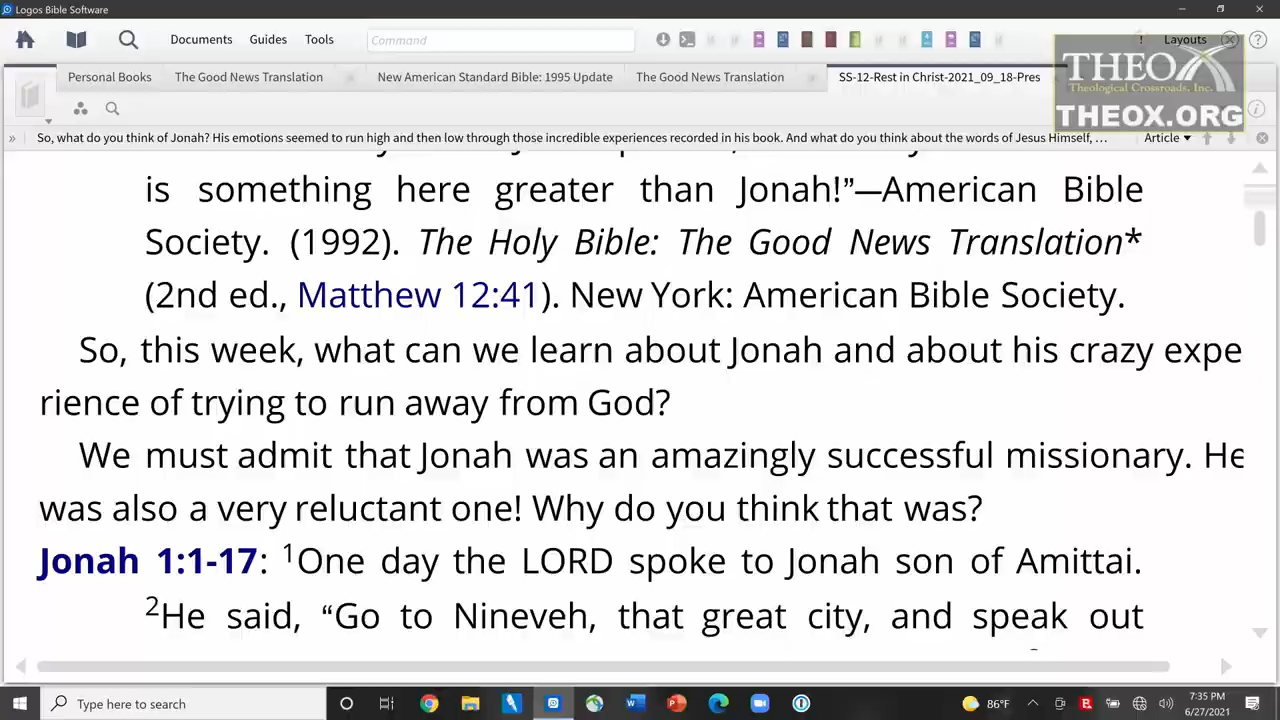 Logos Bible Software
Documents Guides Tools Command Layouts
THEOX
Theological Crossroads, Inc.
THEOX.ORG
Personal Books The Good News Translation New American Standard Bible: 1995 Update The Good News Translation SS-12-Rest in Christ-2021_09_18-Pres
So, what do you think of Jonah? His emotions seemed to run high and then low through those incredible experiences recorded in his book. And what do you think about the words of Jesus Himself, ... Article
is something here greater than Jonah!”—American Bible
Society. (1992). The Holy Bible: The Good News Translation*
(2nd ed., Matthew 12:41). New York: American Bible Society.
So, this week, what can we learn about Jonah and about his crazy expe
rience of trying to run away from God?
We must admit that Jonah was an amazingly successful missionary. He
was also a very reluctant one! Why do you think that was?
Jonah 1:1-17: 1One day the LORD spoke to Jonah son of Amittai.
2He said, “Go to Nineveh, that great city, and speak out
Type here to search
86°F
7:35 PM
6/27/2021